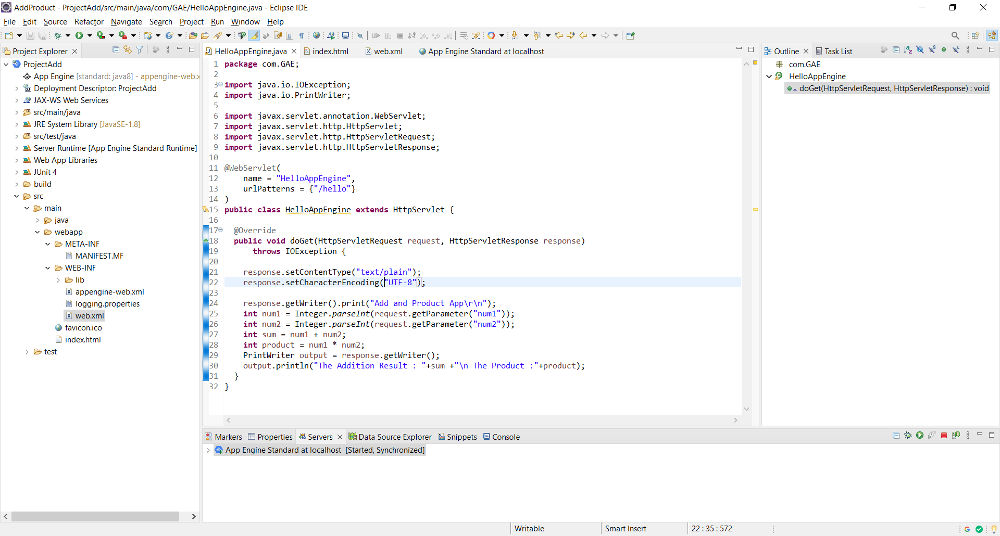 AddProduct - ProjectAdd/src/main/java/com/GAE/HelloAppEngine.java - Eclipse IDE
File Edit Source Refactor Navigate Search Project Run Window Help
Project Explorer
ProjectAdd
App Engine [standard: java8] - appengine-web.x
Deployment Descriptor: ProjectAdd
JAX-WS Web Services
src/main/java
JRE System Library [JavaSE-1.8]
src/test/java
Server Runtime [App Engine Standard Runtime]
Web App Libraries
JUnit 4
build
src
main
java
webapp
META-INF
MANIFEST.MF
WEB-INF
lib
appengine-web.xml
logging.properties
web.xml
favicon.ico
index.html
test
HelloAppEngine.java index.html web.xml App Engine Standard at localhost
1 package com.GAE;
2
3 import java.io.IOException;
4 import java.io.PrintWriter;
5
6 import javax.servlet.annotation.WebServlet;
7 import javax.servlet.http.HttpServlet;
8 import javax.servlet.http.HttpServletRequest;
9 import javax.servlet.http.HttpServletResponse;
10
11 @WebServlet(
12 name = "HelloAppEngine",
13 urlPatterns = {"/hello"}
14 )
15 public class HelloAppEngine extends HttpServlet {
16
17 @Override
18 public void doGet(HttpServletRequest request, HttpServletResponse response)
19 throws IOException {
20
21 response.setContentType("text/plain");
22 response.setCharacterEncoding("UTF-8");
23
24 response.getWriter().print("Add and Product App\r\n");
25 int num1 = Integer.parseInt(request.getParameter("num1"));
26 int num2 = Integer.parseInt(request.getParameter("num2"));
27 int sum = num1 + num2;
28 int product = num1 * num2;
29 PrintWriter output = response.getWriter();
30 output.println("The Addition Result : "+sum +"\n The Product :"+product);
31 }
32 }
Outline Task List
com.GAE
HelloAppEngine
doGet(HttpServletRequest, HttpServletResponse) : void
Markers Properties Servers Data Source Explorer Snippets Console
App Engine Standard at localhost [Started, Synchronized]
Writable Smart Insert 22 : 35 : 572